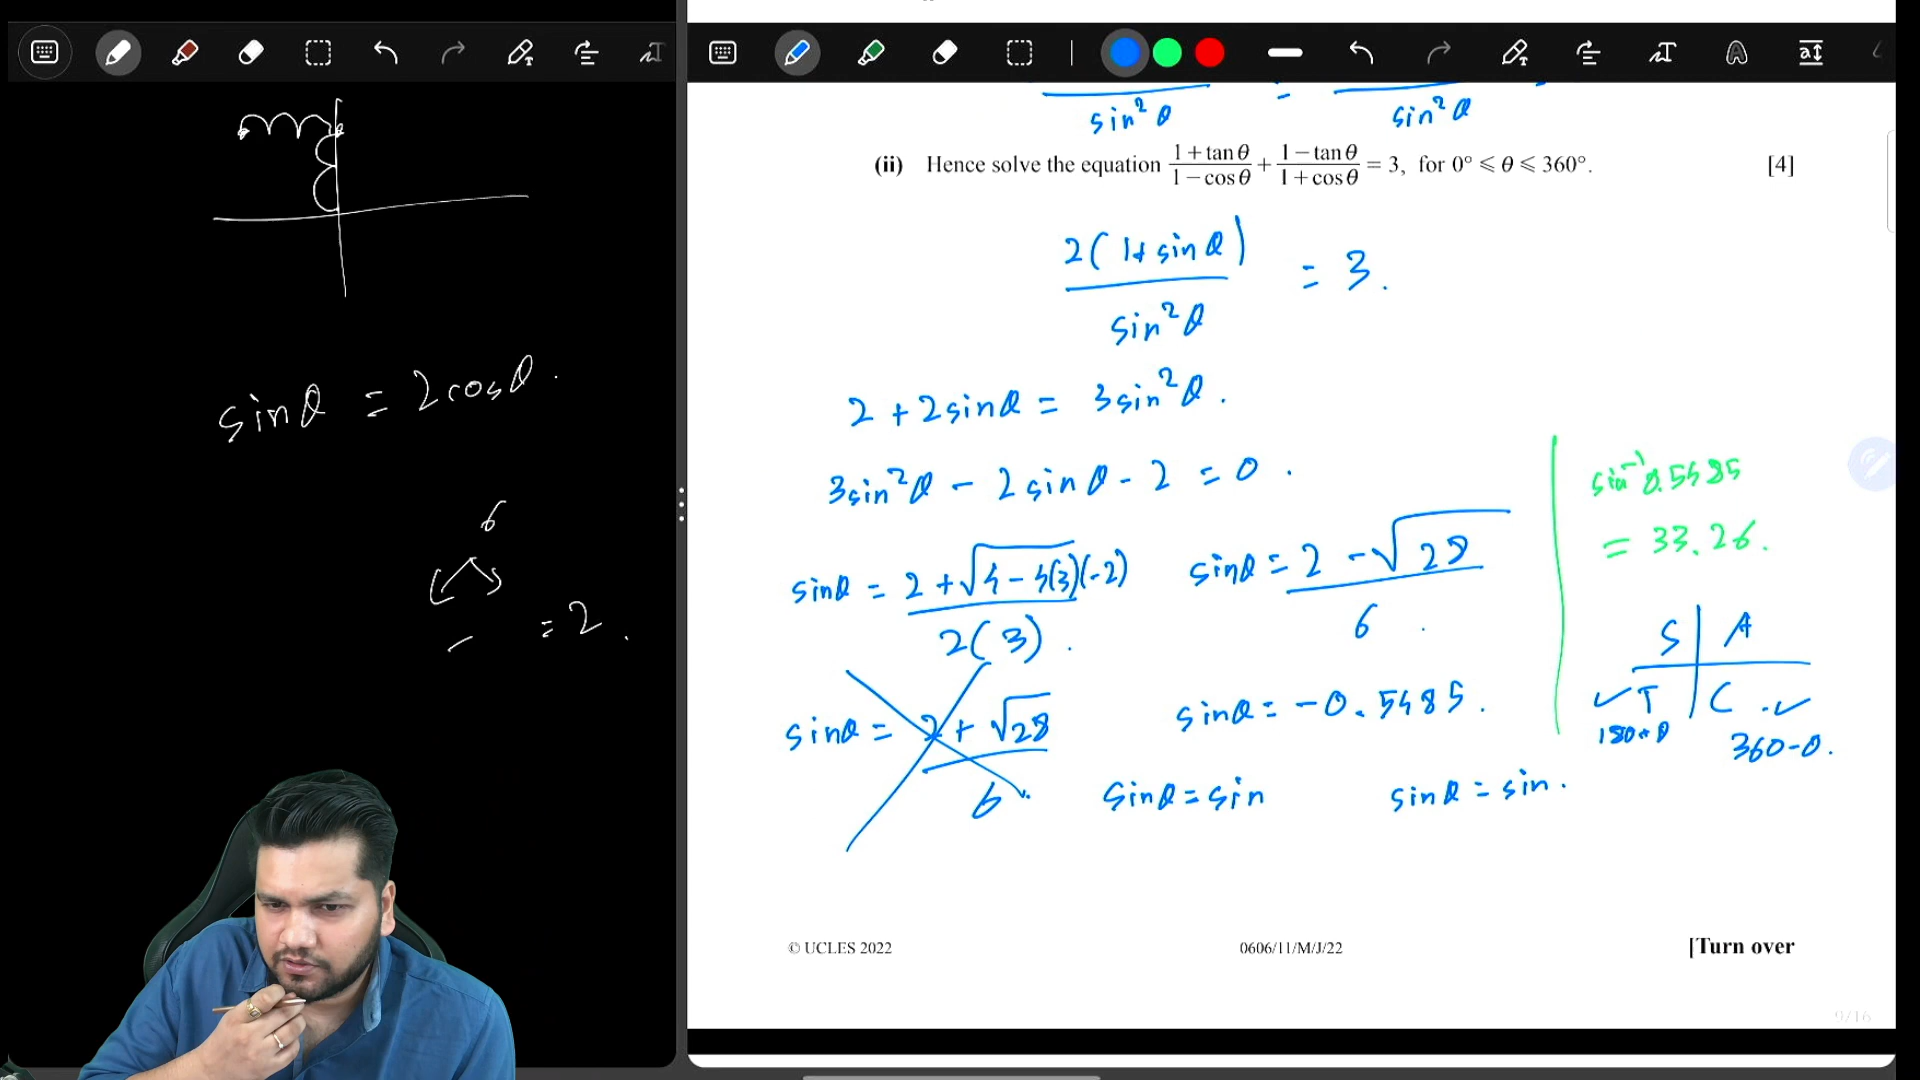 sinθ = 2cosθ.
6
= 2.
sin²θ = sin²θ
(ii) Hence solve the equation (1 + tan θ)/(1 − cos θ) + (1 − tan θ)/(1 + cos θ) = 3, for 0° ⩽ θ ⩽ 360°. [4]
2(1+sinθ)/sin²θ = 3.
2 + 2sinθ = 3sin²θ.
3sin²θ - 2sinθ - 2 = 0.
sinθ = (2 + √(4 - 4(3)(-2)))/2(3).
sinθ = (2 - √28)/6.
sinθ = (2 + √28)/6.
sinθ = -0.5485.
sinθ = sin
sinθ = sin.
sin⁻¹0.5485
= 33.26.
S A
✓T C.✓
180+θ 360-θ.
© UCLES 2022 0606/11/M/J/22 [Turn over
9/16